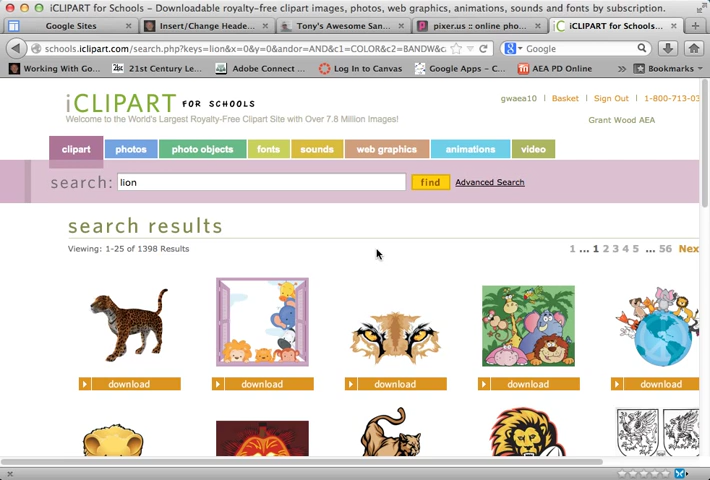 iCLIPART for Schools – Downloadable royalty-free clipart images, photos, web graphics, animations, sounds and fonts by subscription.
Google Sites
Insert/Change Heade...
Tony's Awesome San...
pixer.us :: online pho...
iCLIPART for Schools...
schools.iclipart.com/search.php?keys=lion&x=0&y=0&andor=AND&c1=COLOR&c2=BANDW&c
Google
Working With Go...
21st Century Le...
Adobe Connect ...
Log In to Canvas
Google Apps – C...
AEA PD Online
Bookmarks
iCLIPART FOR SCHOOLS
gwaea10 | Basket | Sign Out | 1-800-713-03
Welcome to the World's Largest Royalty-Free Clipart Site with Over 7.8 Million Images!
Grant Wood AEA
clipart photos photo objects fonts sounds web graphics animations video
search: lion find Advanced Search
search results
Viewing: 1-25 of 1398 Results
1 ... 1 2 3 4 5 ... 56 Nex
download download download download download